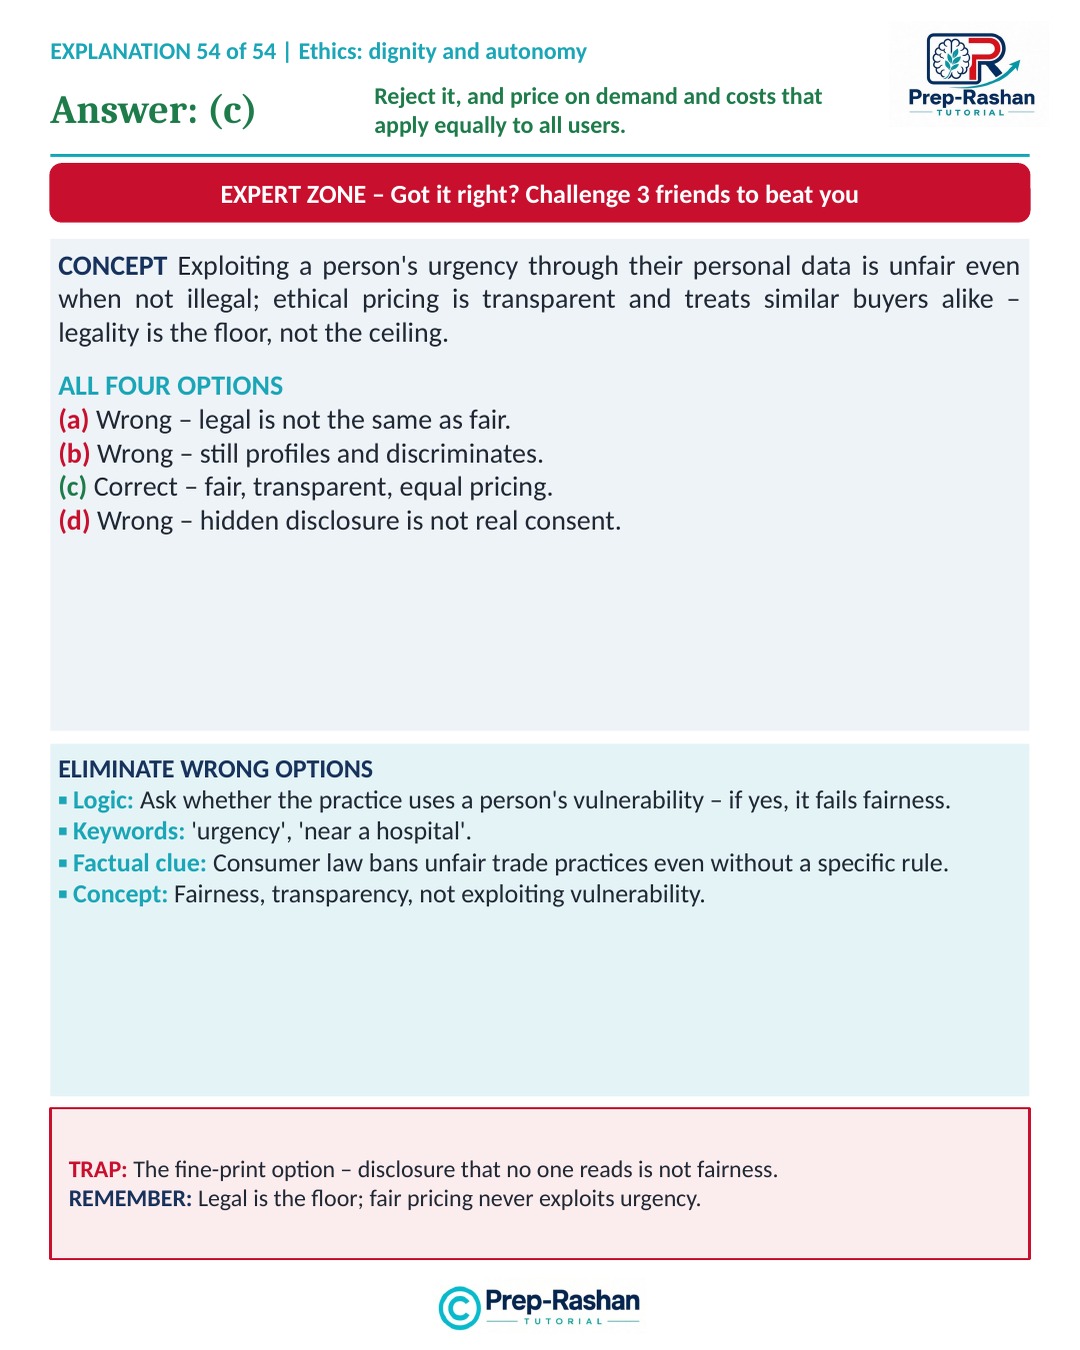 EXPLANATION 54 of 54 | Ethics: dignity and autonomy
Prep-Rashan
TUTORIAL
Answer: (c)
Reject it, and price on demand and costs that
apply equally to all users.
EXPERT ZONE – Got it right? Challenge 3 friends to beat you
CONCEPT Exploiting a person's urgency through their personal data is unfair even
when not illegal; ethical pricing is transparent and treats similar buyers alike –
legality is the floor, not the ceiling.
ALL FOUR OPTIONS
(a) Wrong – legal is not the same as fair.
(b) Wrong – still profiles and discriminates.
(c) Correct – fair, transparent, equal pricing.
(d) Wrong – hidden disclosure is not real consent.
ELIMINATE WRONG OPTIONS
▪ Logic: Ask whether the practice uses a person's vulnerability – if yes, it fails fairness.
▪ Keywords: 'urgency', 'near a hospital'.
▪ Factual clue: Consumer law bans unfair trade practices even without a specific rule.
▪ Concept: Fairness, transparency, not exploiting vulnerability.
TRAP: The fine-print option – disclosure that no one reads is not fairness.
REMEMBER: Legal is the floor; fair pricing never exploits urgency.
© Prep-Rashan
TUTORIAL